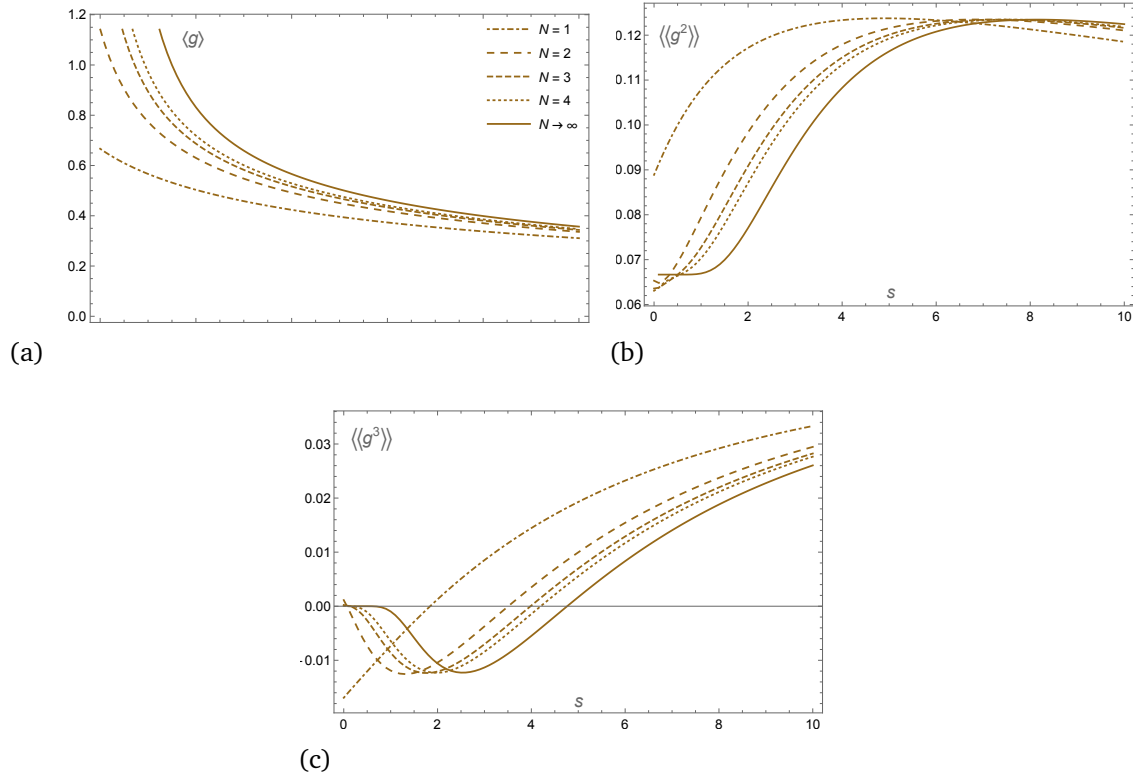 ⟨g⟩
1.2
1.0
0.8
0.6
0.4
0.2
0.0
N = 1
N = 2
N = 3
N = 4
N → ∞
(a)
⟨⟨g²⟩⟩
0.12
0.11
0.10
0.09
0.08
0.07
0.06
s
0 2 4 6 8 10
(b)
⟨⟨g³⟩⟩
0.03
0.02
0.01
0.00
-0.01
s
0 2 4 6 8 10
(c)